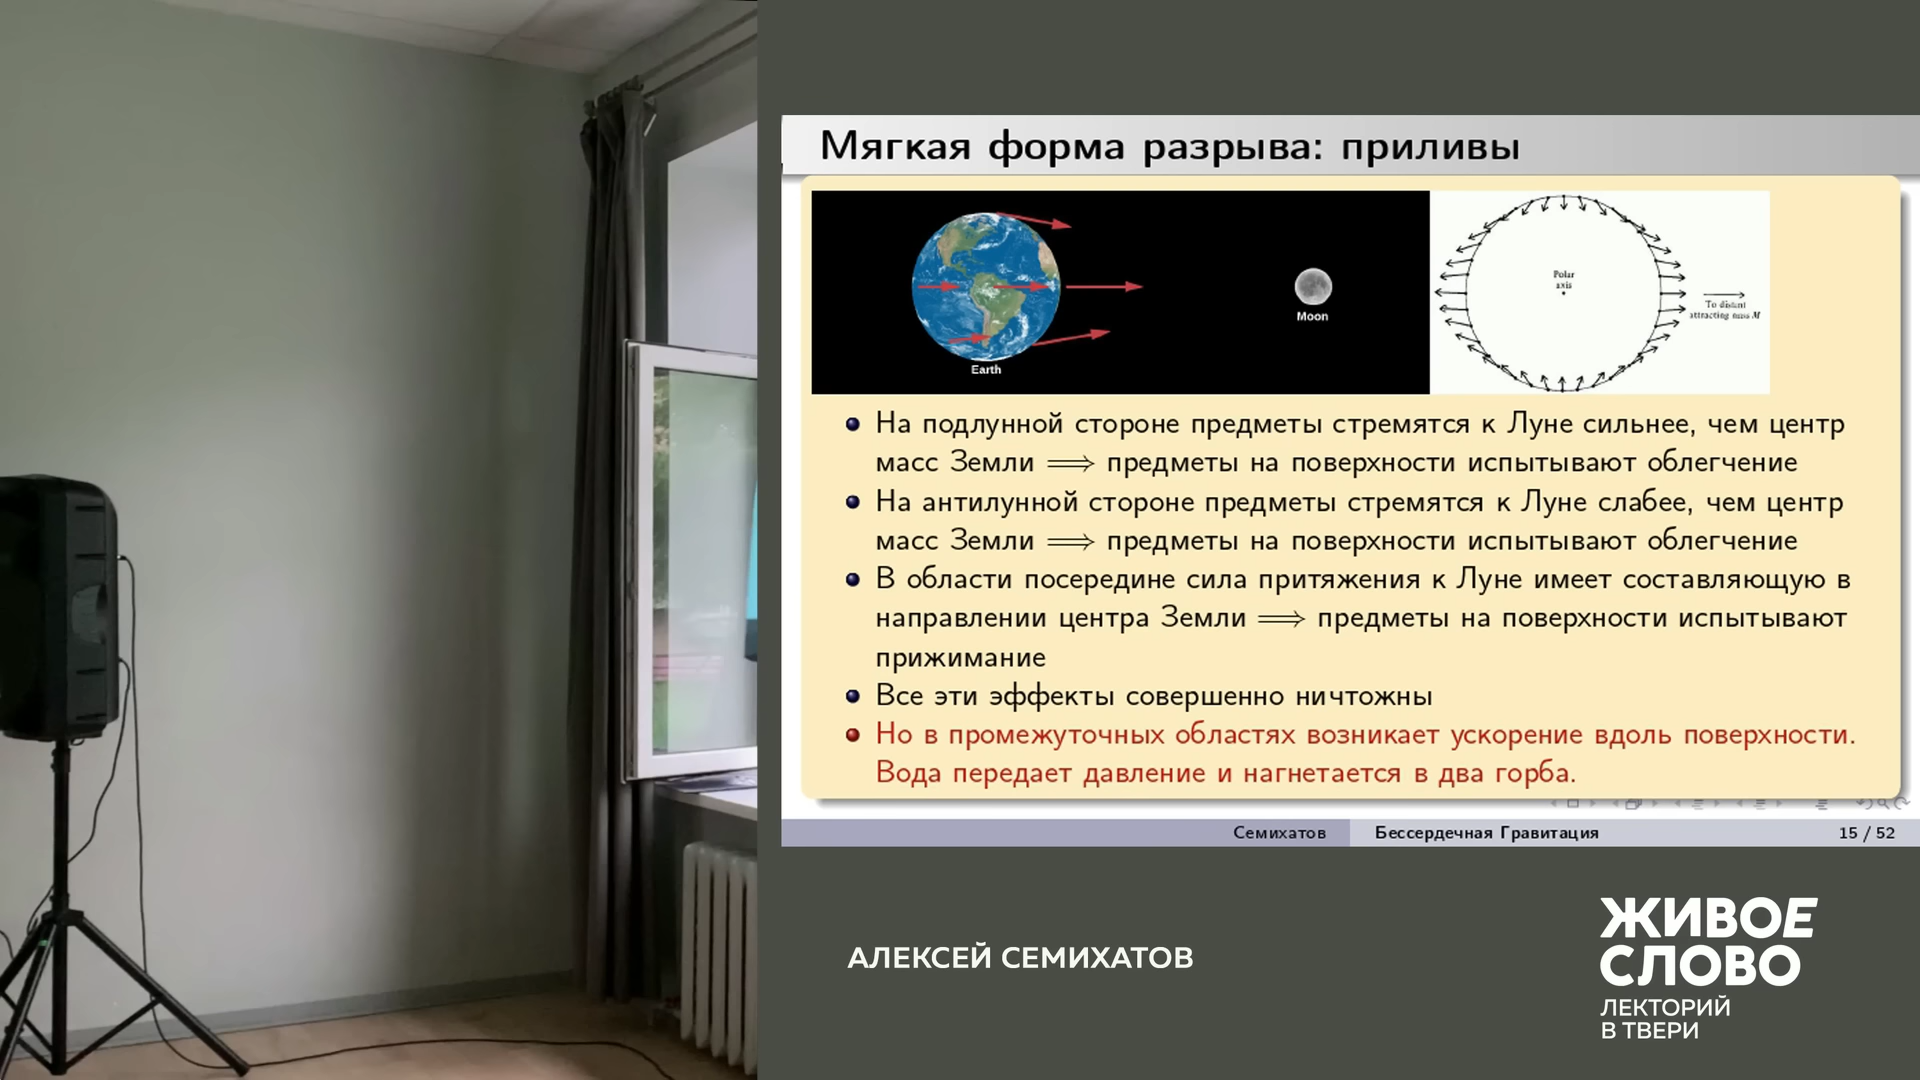 Мягкая форма разрыва: приливы
Earth
Moon
Polar
axis
To distant
attracting mass M
На подлунной стороне предметы стремятся к Луне сильнее, чем центр
масс Земли ⟹ предметы на поверхности испытывают облегчение
На антилунной стороне предметы стремятся к Луне слабее, чем центр
масс Земли ⟹ предметы на поверхности испытывают облегчение
В области посередине сила притяжения к Луне имеет составляющую в
направлении центра Земли ⟹ предметы на поверхности испытывают
прижимание
Все эти эффекты совершенно ничтожны
Но в промежуточных областях возникает ускорение вдоль поверхности.
Вода передает давление и нагнетается в два горба.
Семихатов Бессердечная Гравитация 15 / 52
АЛЕКСЕЙ СЕМИХАТОВ
ЖИВОЕ
СЛОВО
ЛЕКТОРИЙ
В ТВЕРИ